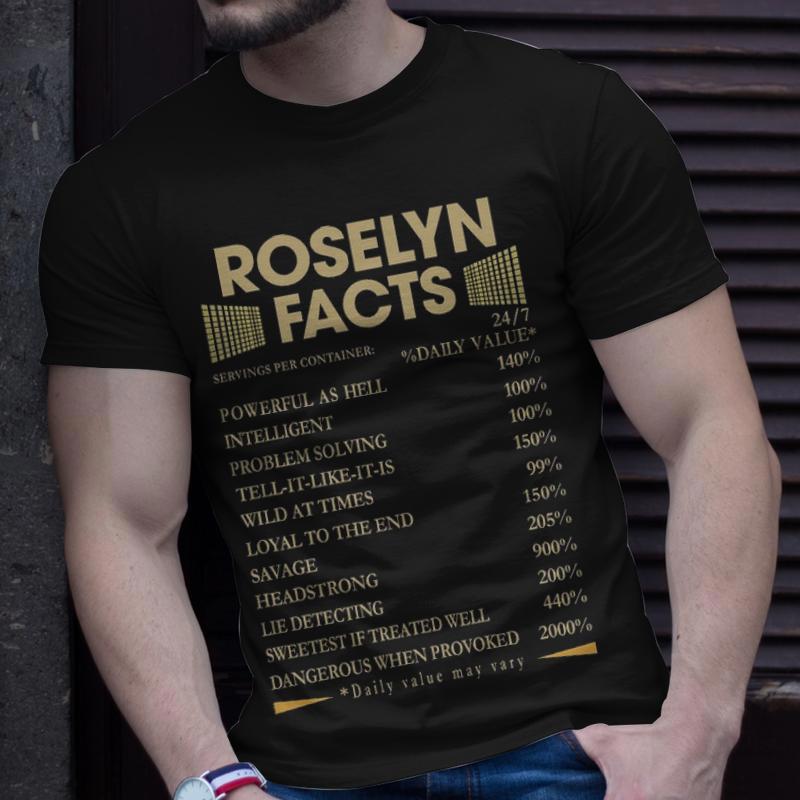 ROSELYN
FACTS
24/7
SERVINGS PER CONTAINER: %DAILY VALUE*
POWERFUL AS HELL 140%
INTELLIGENT 100%
PROBLEM SOLVING 100%
TELL-IT-LIKE-IT-IS 150%
WILD AT TIMES 99%
LOYAL TO THE END 150%
SAVAGE 205%
HEADSTRONG 900%
LIE DETECTING 200%
SWEETEST IF TREATED WELL 440%
DANGEROUS WHEN PROVOKED 2000%
*Daily value may vary